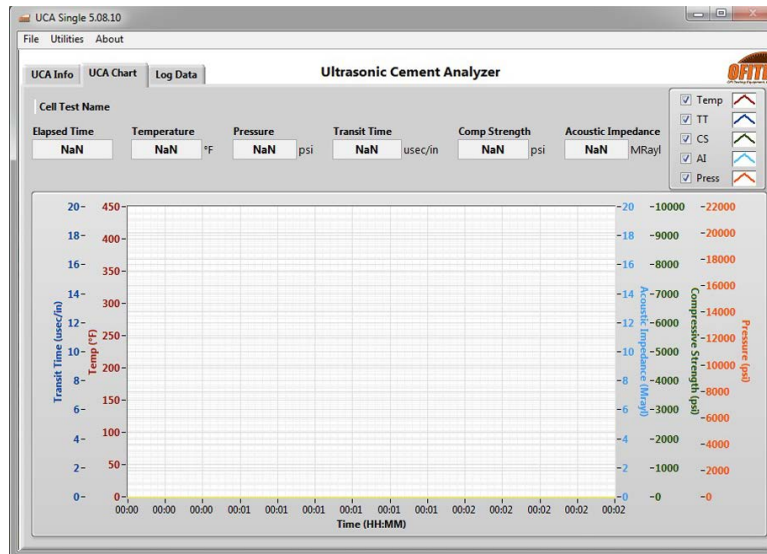 UCA Single 5.08.10
File Utilities About
UCA Info UCA Chart Log Data
Ultrasonic Cement Analyzer
OFITE
Cell Test Name
Elapsed Time Temperature Pressure Transit Time Comp Strength Acoustic Impedance
NaN NaN °F NaN psi NaN usec/in NaN psi NaN MRayl
Temp
TT
CS
AI
Press
Transit Time (usec/in)
20
18
16
14
12
10
8
6
4
2
0
Temp (°F)
450
400
350
300
250
200
150
100
50
0
Acoustic Impedance (Mrayl)
20
18
16
14
12
10
8
6
4
2
0
Compressive Strength (psi)
10000
9000
8000
7000
6000
5000
4000
3000
2000
1000
0
Pressure (psi)
22000
20000
18000
16000
14000
12000
10000
8000
6000
4000
2000
0
00:00 00:00 00:00 00:01 00:01 00:01 00:01 00:01 00:01 00:02 00:02 00:02 00:02 00:02
Time (HH:MM)